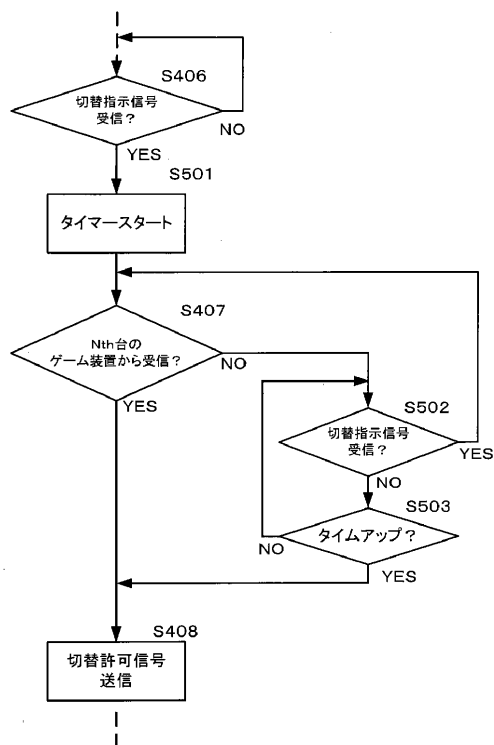 S406
切替指示信号
受信？
NO
YES
S501
タイマースタート
S407
Nth台の
ゲーム装置から受信？
NO
YES
S502
切替指示信号
受信？
YES
NO
S503
タイムアップ？
NO
YES
S408
切替許可信号
送信